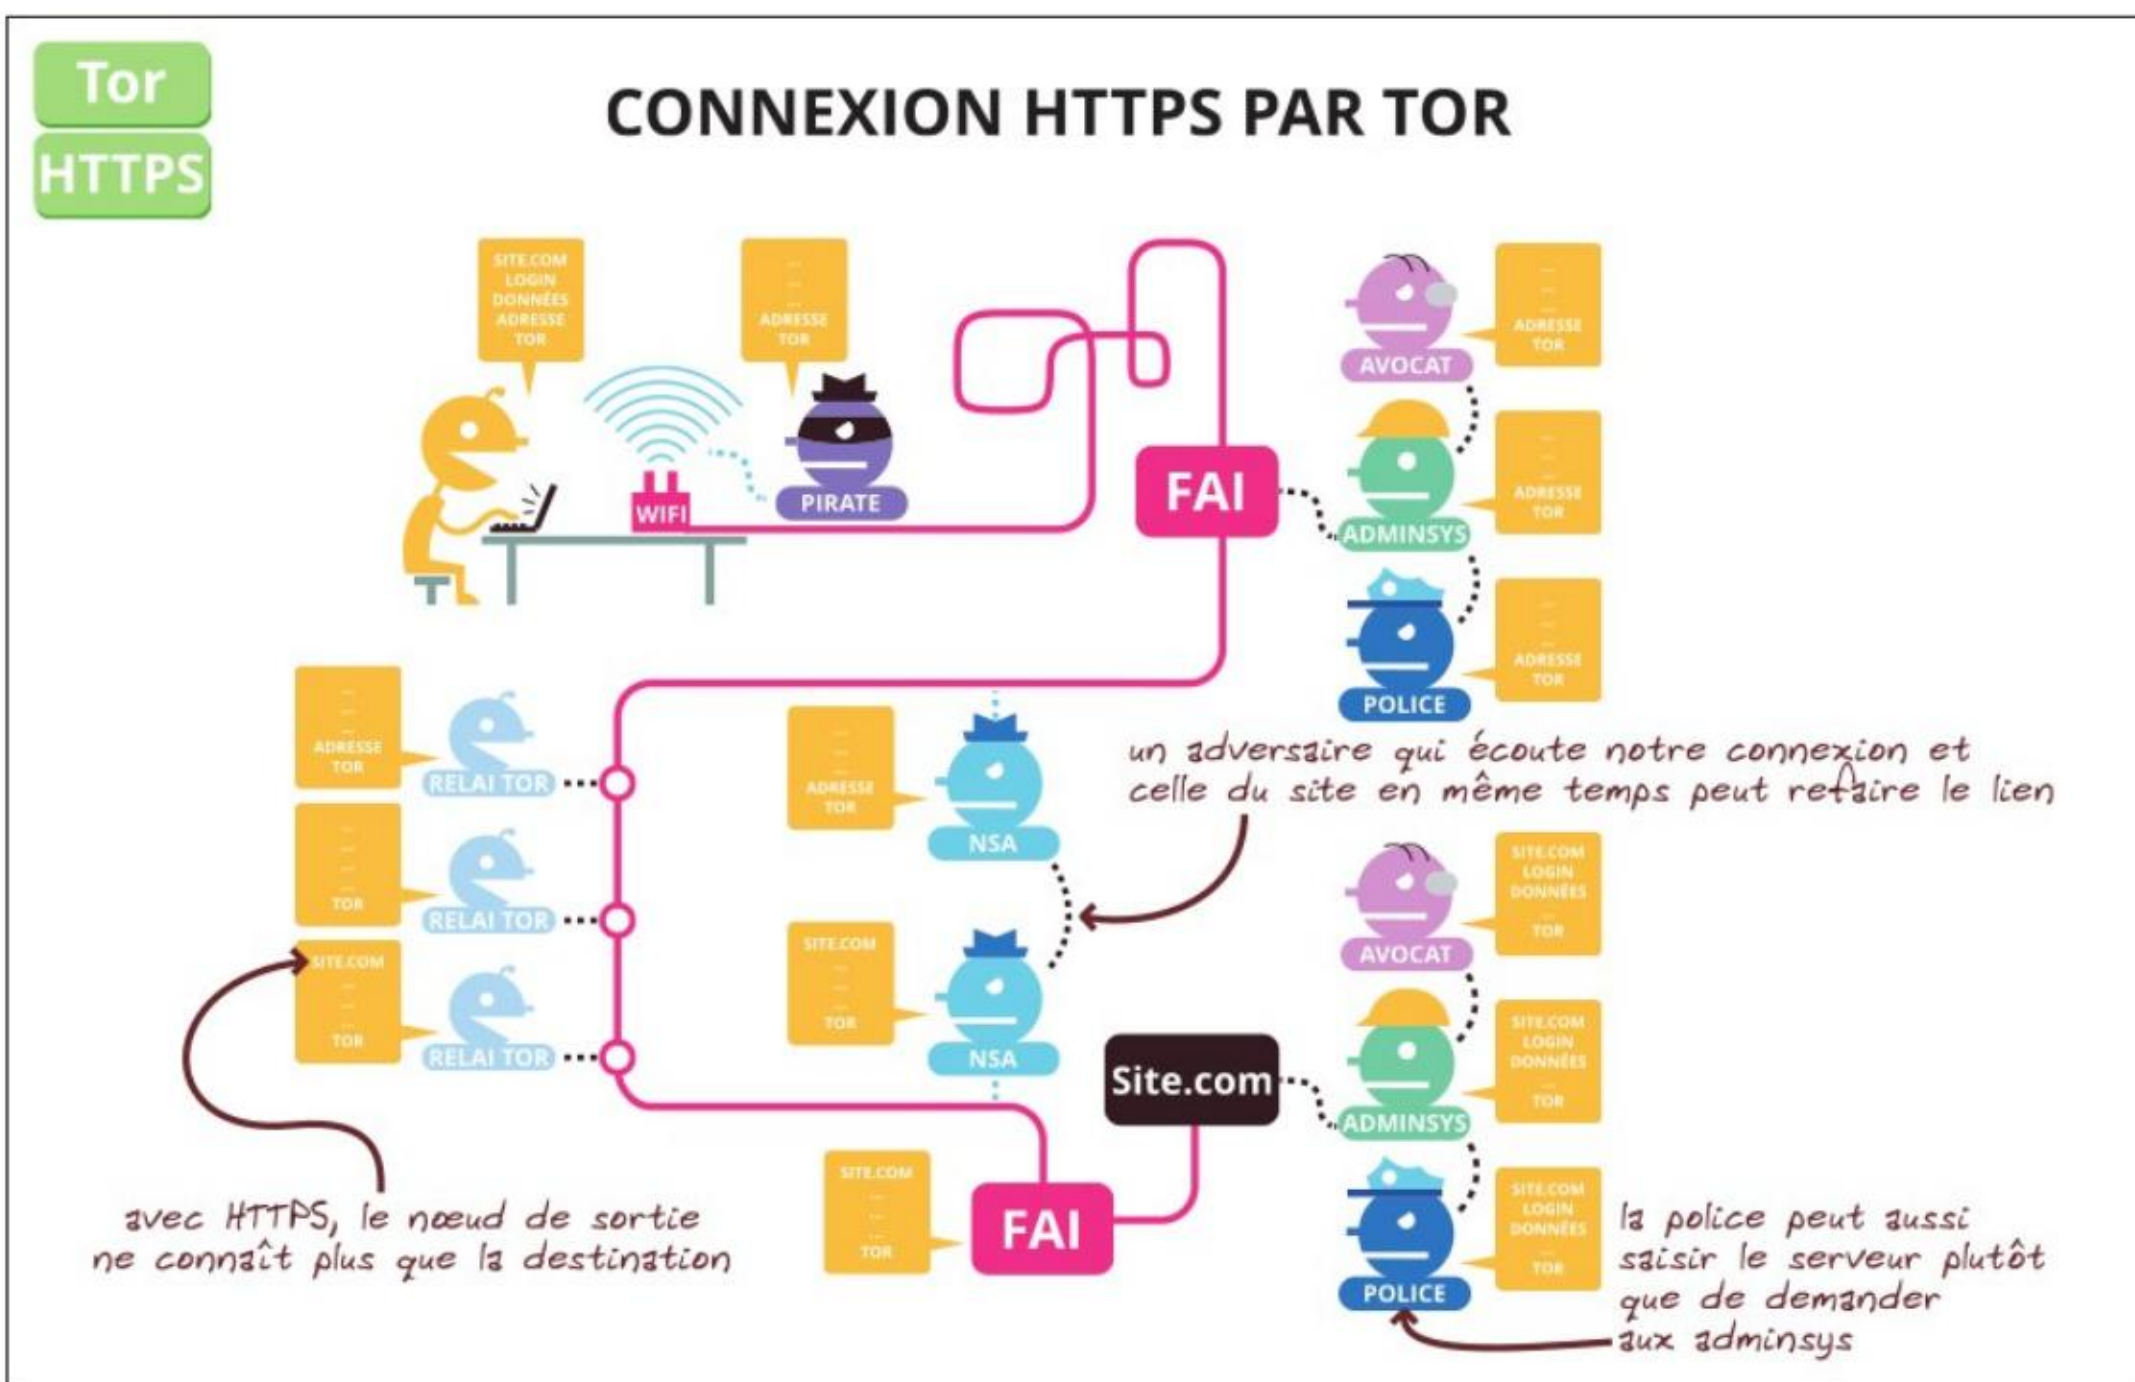 Tor
HTTPS
CONNEXION HTTPS PAR TOR
SITE.COM
LOGIN
DONNÉES
ADRESSE
TOR
...
...
...
ADRESSE
TOR
WIFI
PIRATE
FAI
AVOCAT
...
...
...
ADRESSE
TOR
ADMINSYS
...
...
...
ADRESSE
TOR
POLICE
...
...
...
ADRESSE
TOR
...
...
...
ADRESSE
TOR
RELAI TOR
...
...
...
...
TOR
RELAI TOR
SITE.COM
...
...
...
TOR
RELAI TOR
...
...
...
ADRESSE
TOR
NSA
SITE.COM
...
...
...
TOR
NSA
un adversaire qui écoute notre connexion et
celle du site en même temps peut refaire le lien
Site.com
AVOCAT
SITE.COM
LOGIN
DONNÉES
...
TOR
ADMINSYS
SITE.COM
LOGIN
DONNÉES
...
TOR
POLICE
SITE.COM
LOGIN
DONNÉES
...
TOR
SITE.COM
...
...
...
TOR
FAI
avec HTTPS, le nœud de sortie
ne connaît plus que la destination
la police peut aussi
saisir le serveur plutôt
que de demander
aux adminsys